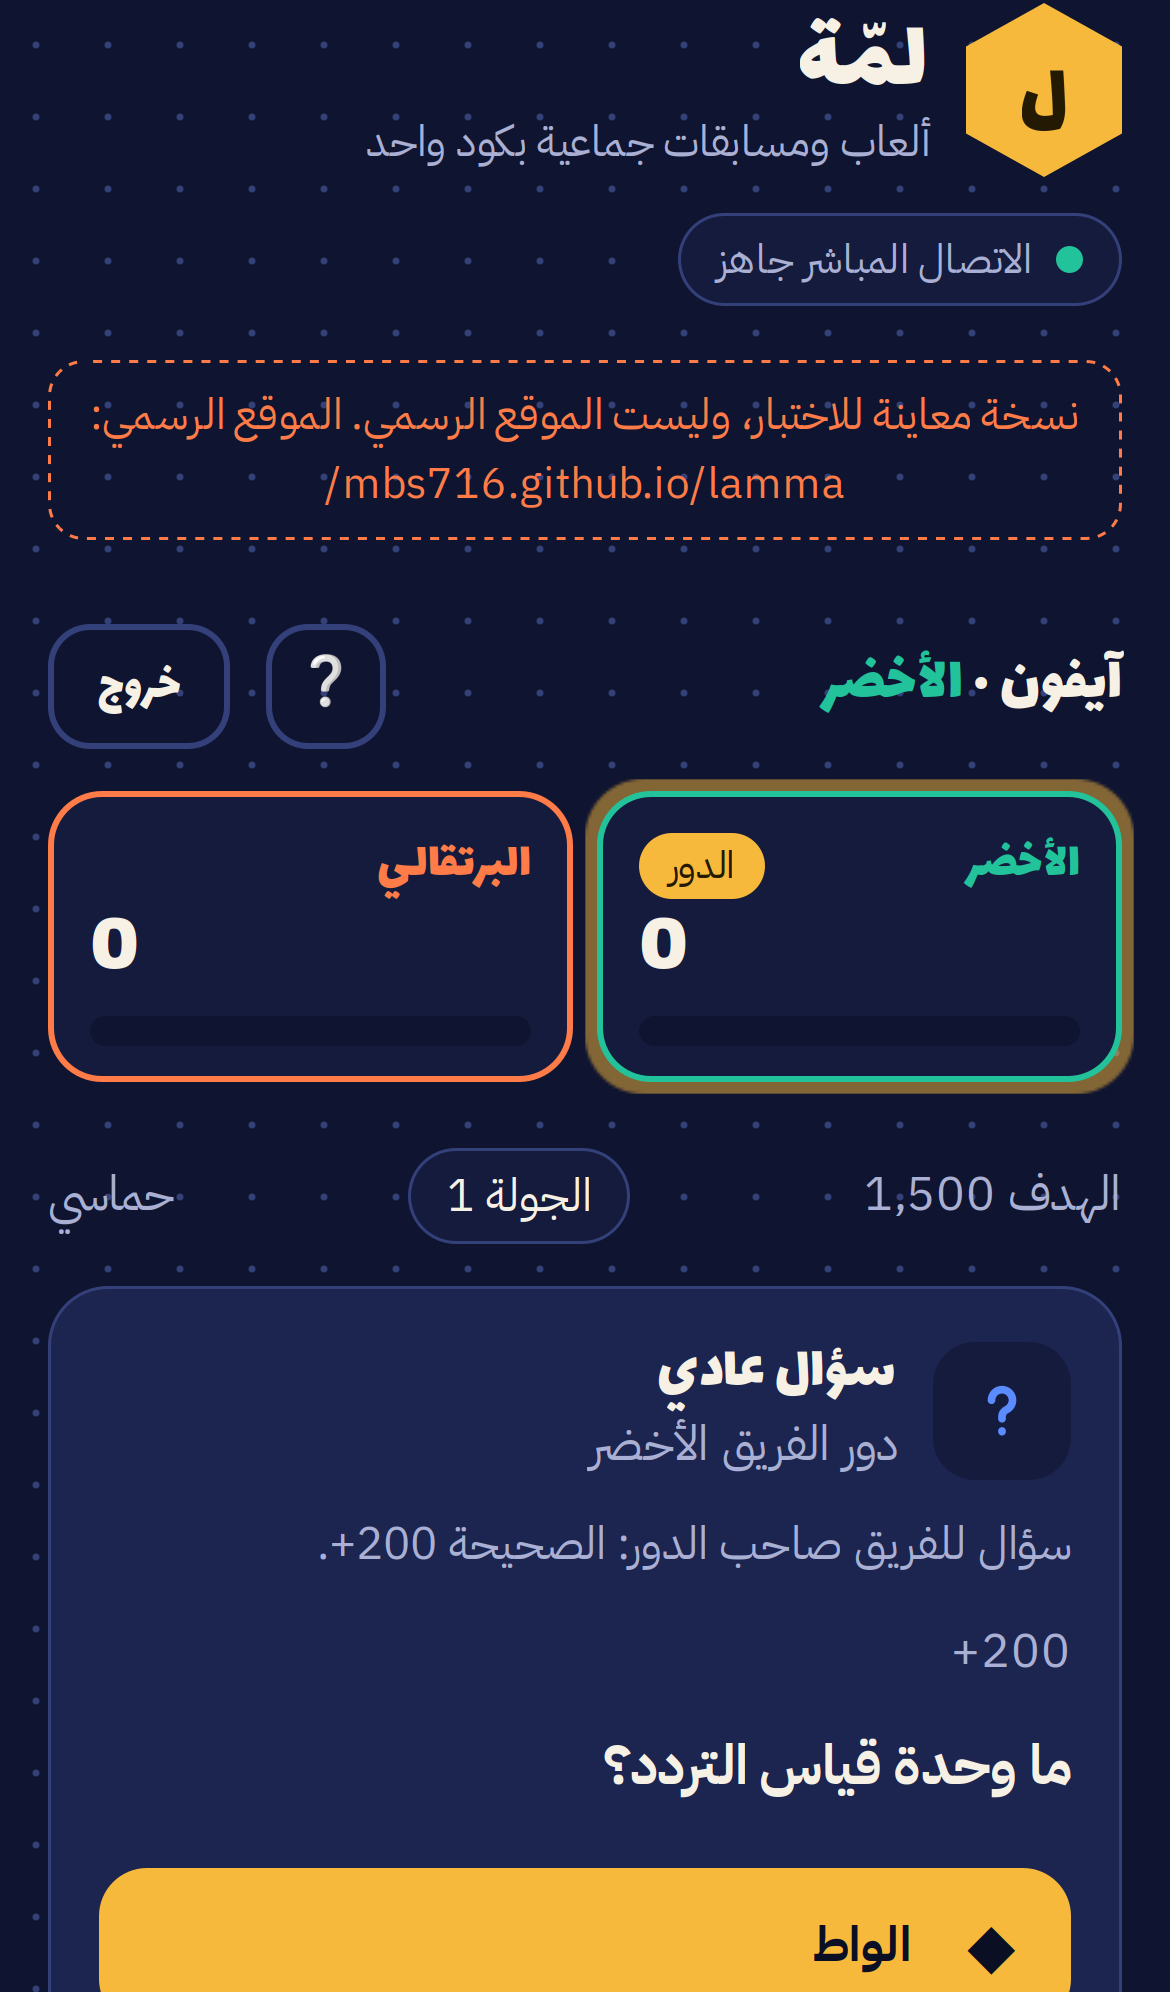 ل
لمّة
ألعاب ومسابقات جماعية بكود واحد
الاتصال المباشر جاهز
نسخة معاينة للاختبار، وليست الموقع الرسمي. الموقع الرسمي:
mbs716.github.io/lamma/
آيفون · الأخضر
?
خروج
الأخضر
الدور
0
البرتقالي
0
الهدف 1,500
الجولة 1
حماسي
?
سؤال عادي
دور الفريق الأخضر
سؤال للفريق صاحب الدور: الصحيحة 200+.
+200
ما وحدة قياس التردد؟
◆ الواط